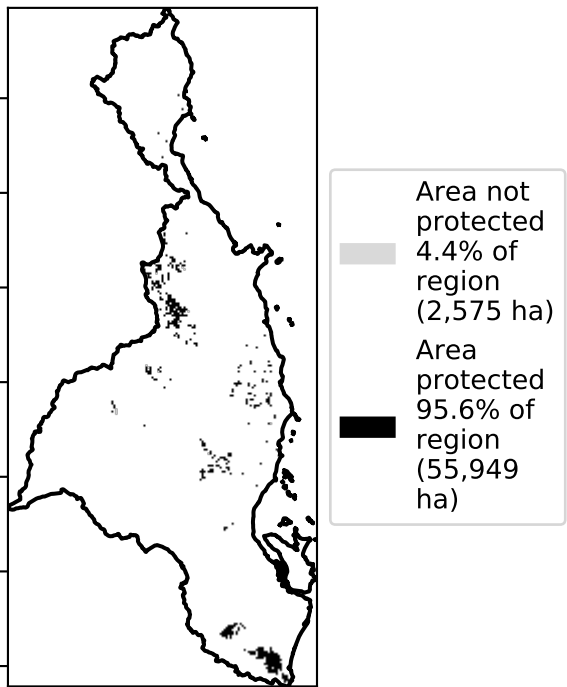 Area not
protected
4.4% of
region
(2,575 ha)
Area
protected
95.6% of
region
(55,949
ha)